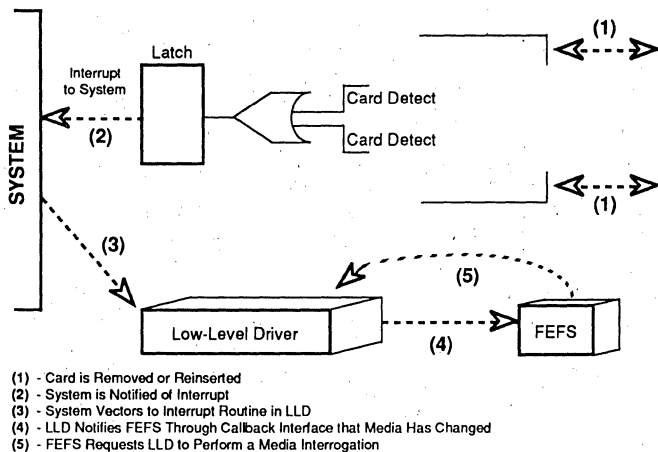 (1)
Latch
Interrupt
to System
Card Detect
(2)
Card Detect
SYSTEM
(1)
(3)
(5)
Low-Level Driver
(4)
FEFS
(1) - Card is Removed or Reinserted
(2) - System is Notified of Interrupt
(3) - System Vectors to Interrupt Routine in LLD
(4) - LLD Notifies FEFS Through Callback Interface that Media Has Changed
(5) - FEFS Requests LLD to Perform a Media Interrogation